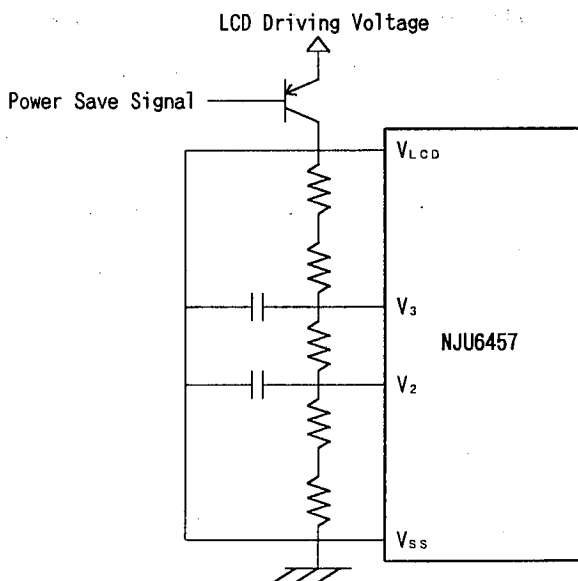 LCD Driving Voltage
Power Save Signal
VLCD
V3
NJU6457
V2
VSS